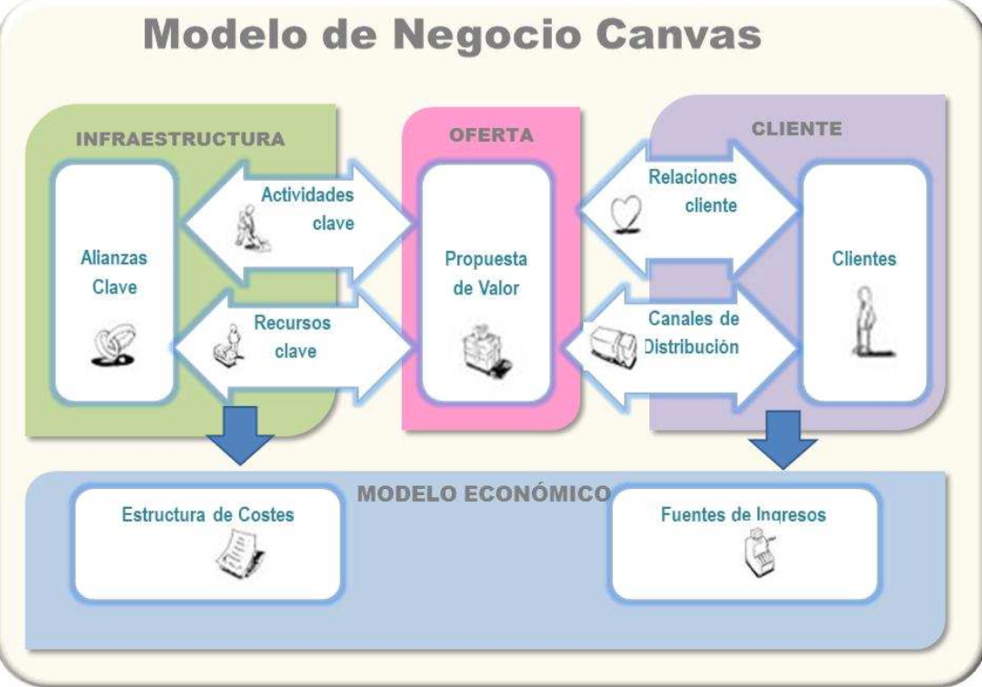 Modelo de Negocio Canvas
INFRAESTRUCTURA
OFERTA
CLIENTE
Alianzas
Clave
Actividades
clave
Recursos
clave
Propuesta
de Valor
Relaciones
cliente
Canales de
Distribución
Clientes
MODELO ECONÓMICO
Estructura de Costes
Fuentes de Ingresos